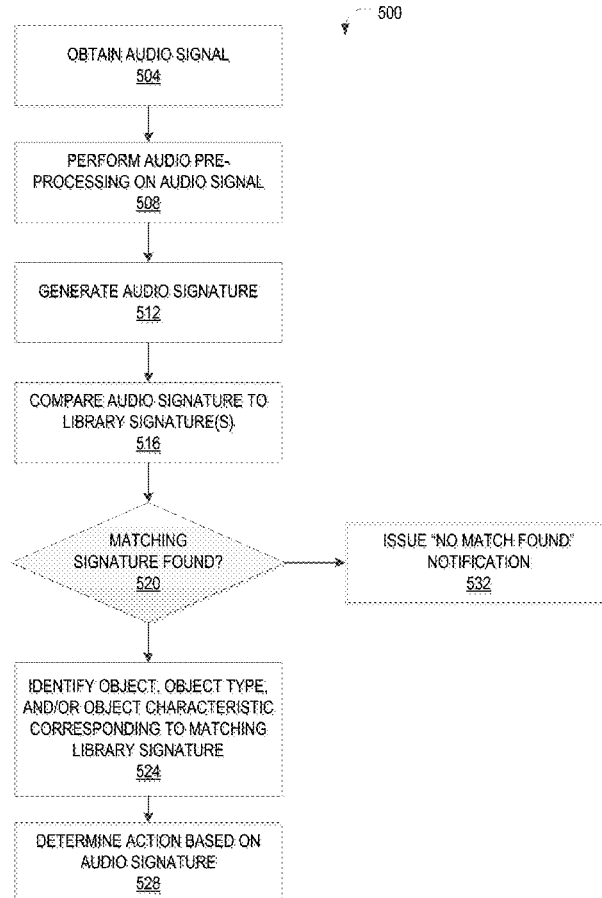 500
OBTAIN AUDIO SIGNAL
504
PERFORM AUDIO PRE-
PROCESSING ON AUDIO SIGNAL
508
GENERATE AUDIO SIGNATURE
512
COMPARE AUDIO SIGNATURE TO
LIBRARY SIGNATURE(S)
516
MATCHING
SIGNATURE FOUND?
520
ISSUE "NO MATCH FOUND"
NOTIFICATION
532
IDENTIFY OBJECT, OBJECT TYPE,
AND/OR OBJECT CHARACTERISTIC
CORRESPONDING TO MATCHING
LIBRARY SIGNATURE
524
DETERMINE ACTION BASED ON
AUDIO SIGNATURE
528